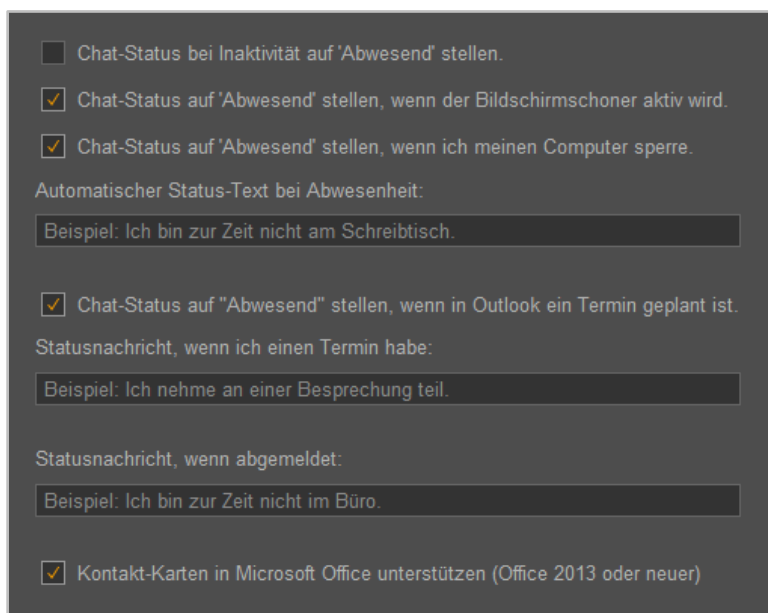 Chat-Status bei Inaktivität auf 'Abwesend' stellen.
Chat-Status auf 'Abwesend' stellen, wenn der Bildschirmschoner aktiv wird.
Chat-Status auf 'Abwesend' stellen, wenn ich meinen Computer sperre.
Automatischer Status-Text bei Abwesenheit:
Beispiel: Ich bin zur Zeit nicht am Schreibtisch.
Chat-Status auf "Abwesend" stellen, wenn in Outlook ein Termin geplant ist.
Statusnachricht, wenn ich einen Termin habe:
Beispiel: Ich nehme an einer Besprechung teil.
Statusnachricht, wenn abgemeldet:
Beispiel: Ich bin zur Zeit nicht im Büro.
Kontakt-Karten in Microsoft Office unterstützen (Office 2013 oder neuer)